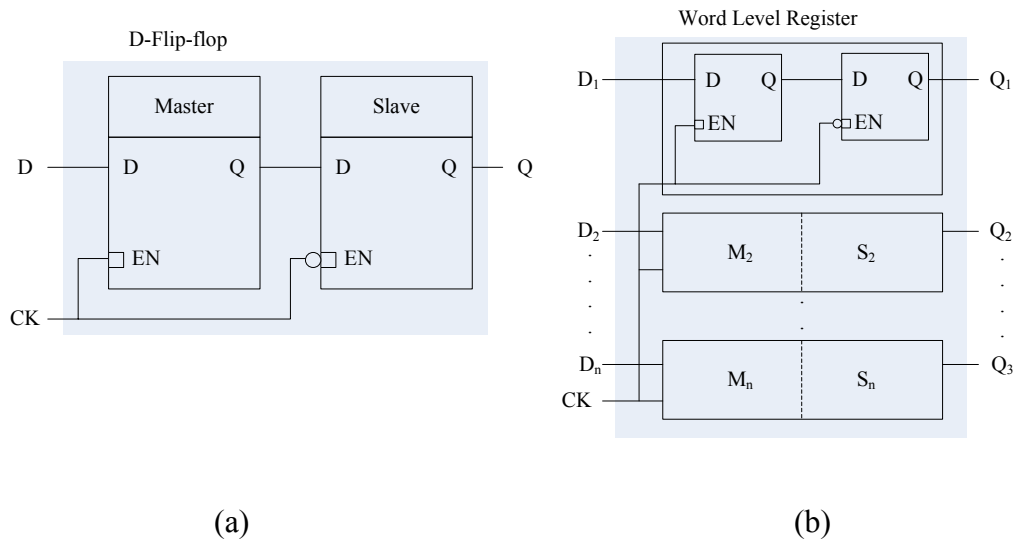 D-Flip-flop
Master
Slave
D
D
Q
D
Q
Q
EN
EN
CK
(a)
Word Level Register
D₁
D
Q
D
Q
Q₁
EN
EN
D₂
M₂
S₂
Q₂
Dₙ
Mₙ
Sₙ
Q₃
CK
(b)